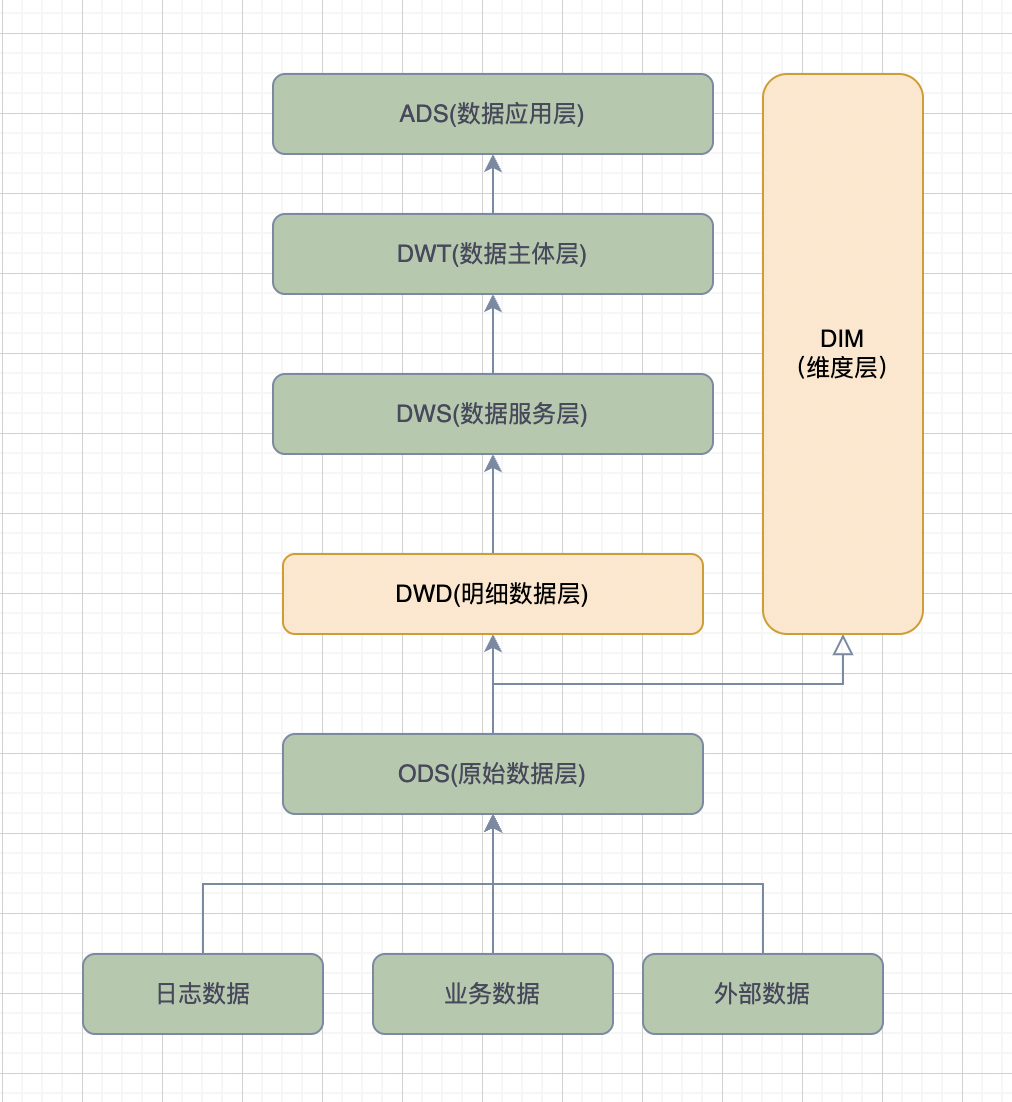 ADS(数据应用层)
DWT(数据主体层)
DIM
（维度层）
DWS(数据服务层)
DWD(明细数据层)
ODS(原始数据层)
日志数据
业务数据
外部数据